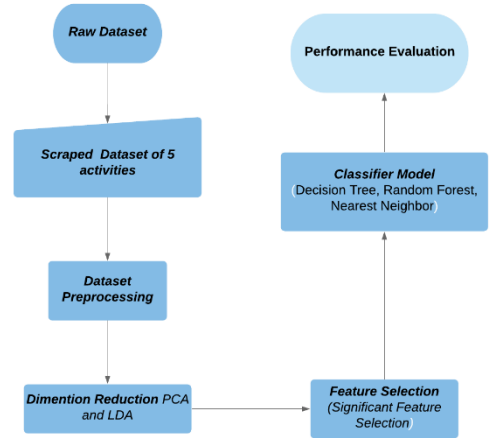 Raw Dataset
Scraped Dataset of 5
activities
Dataset
Preprocessing
Dimention Reduction PCA
and LDA
Feature Selection
(Significant Feature
Selection)
Classifier Model
(Decision Tree, Random Forest,
Nearest Neighbor)
Performance Evaluation